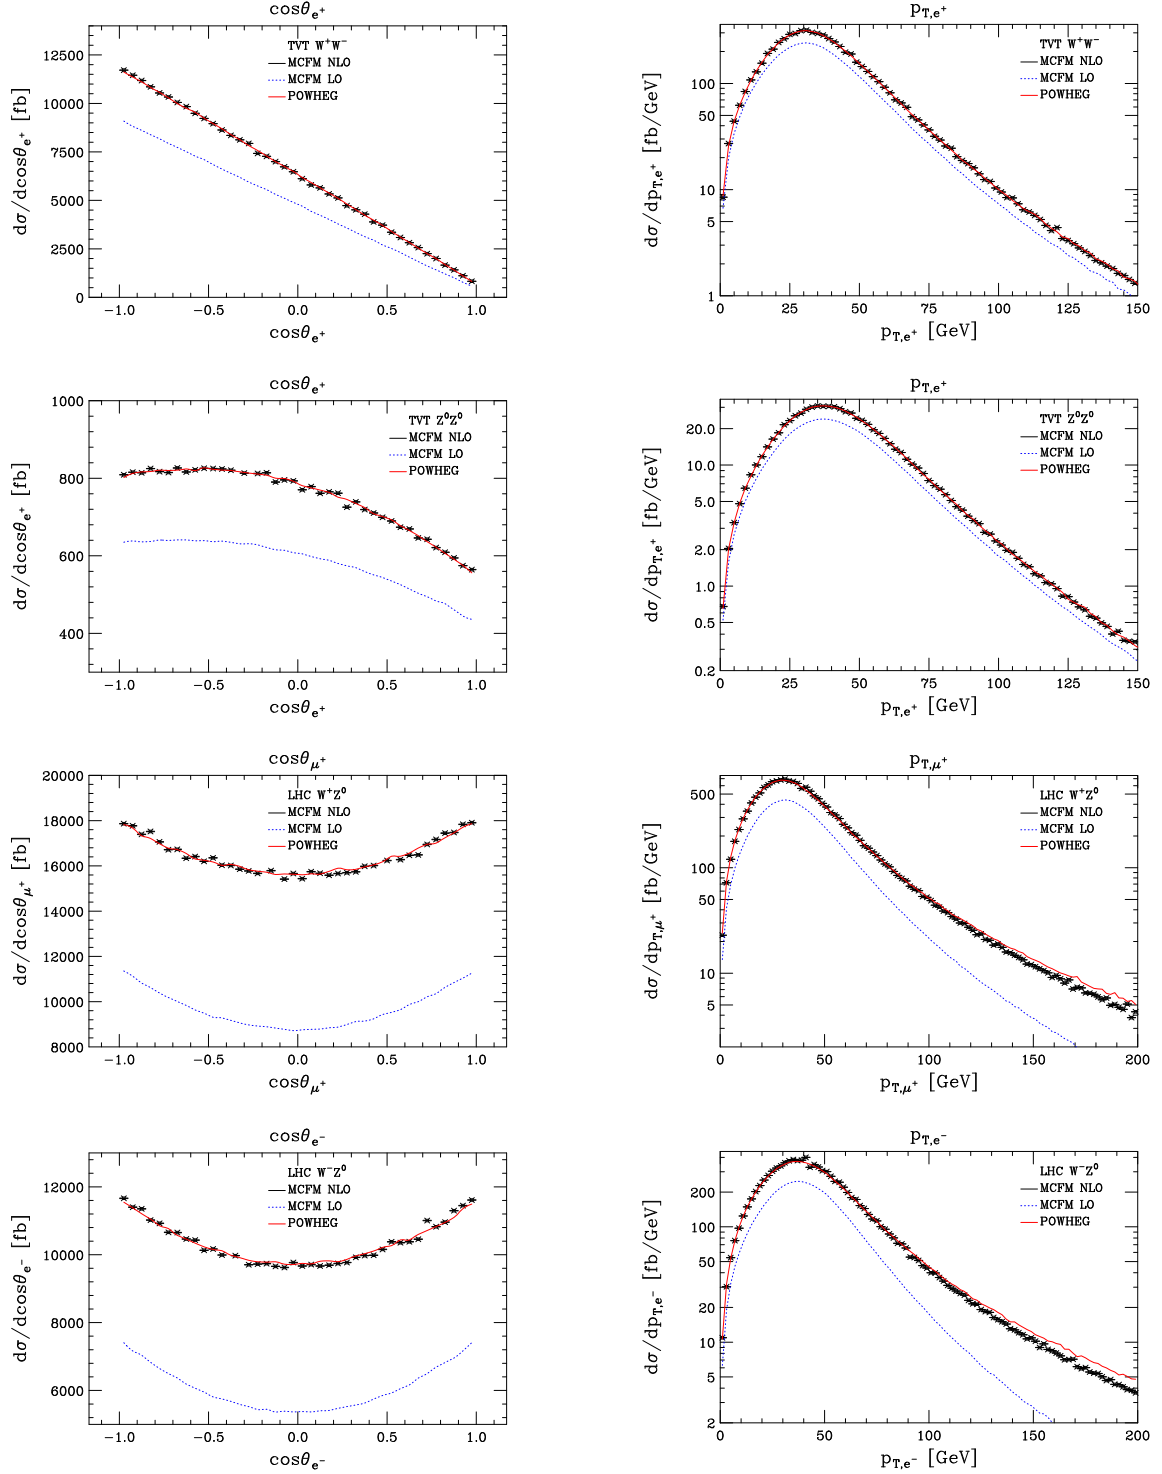 cosθe+
TVT W+W−
MCFM NLO
MCFM LO
POWHEG
dσ/dcosθe+ [fb]
12500
10000
7500
5000
2500
0
−1.0 −0.5 0.0 0.5 1.0
cosθe+
pT,e+
TVT W+W−
MCFM NLO
MCFM LO
POWHEG
dσ/dpT,e+ [fb/GeV]
100
50
10
5
1
0 25 50 75 100 125 150
pT,e+ [GeV]
cosθe+
TVT Z0Z0
MCFM NLO
MCFM LO
POWHEG
dσ/dcosθe+ [fb]
1000
800
600
400
−1.0 −0.5 0.0 0.5 1.0
cosθe+
pT,e+
TVT Z0Z0
MCFM NLO
MCFM LO
POWHEG
dσ/dpT,e+ [fb/GeV]
20.0
10.0
5.0
2.0
1.0
0.5
0.2
0 25 50 75 100 125 150
pT,e+ [GeV]
cosθμ+
LHC W+Z0
MCFM NLO
MCFM LO
POWHEG
dσ/dcosθμ+ [fb]
20000
18000
16000
14000
12000
10000
8000
−1.0 −0.5 0.0 0.5 1.0
cosθμ+
pT,μ+
LHC W+Z0
MCFM NLO
MCFM LO
POWHEG
dσ/dpT,μ+ [fb/GeV]
500
100
50
10
5
0 50 100 150 200
pT,μ+ [GeV]
cosθe−
LHC W−Z0
MCFM NLO
MCFM LO
POWHEG
dσ/dcosθe− [fb]
12000
10000
8000
6000
−1.0 −0.5 0.0 0.5 1.0
cosθe−
pT,e−
LHC W−Z0
MCFM NLO
MCFM LO
POWHEG
dσ/dpT,e− [fb/GeV]
200
100
50
20
10
5
2
0 50 100 150 200
pT,e− [GeV]